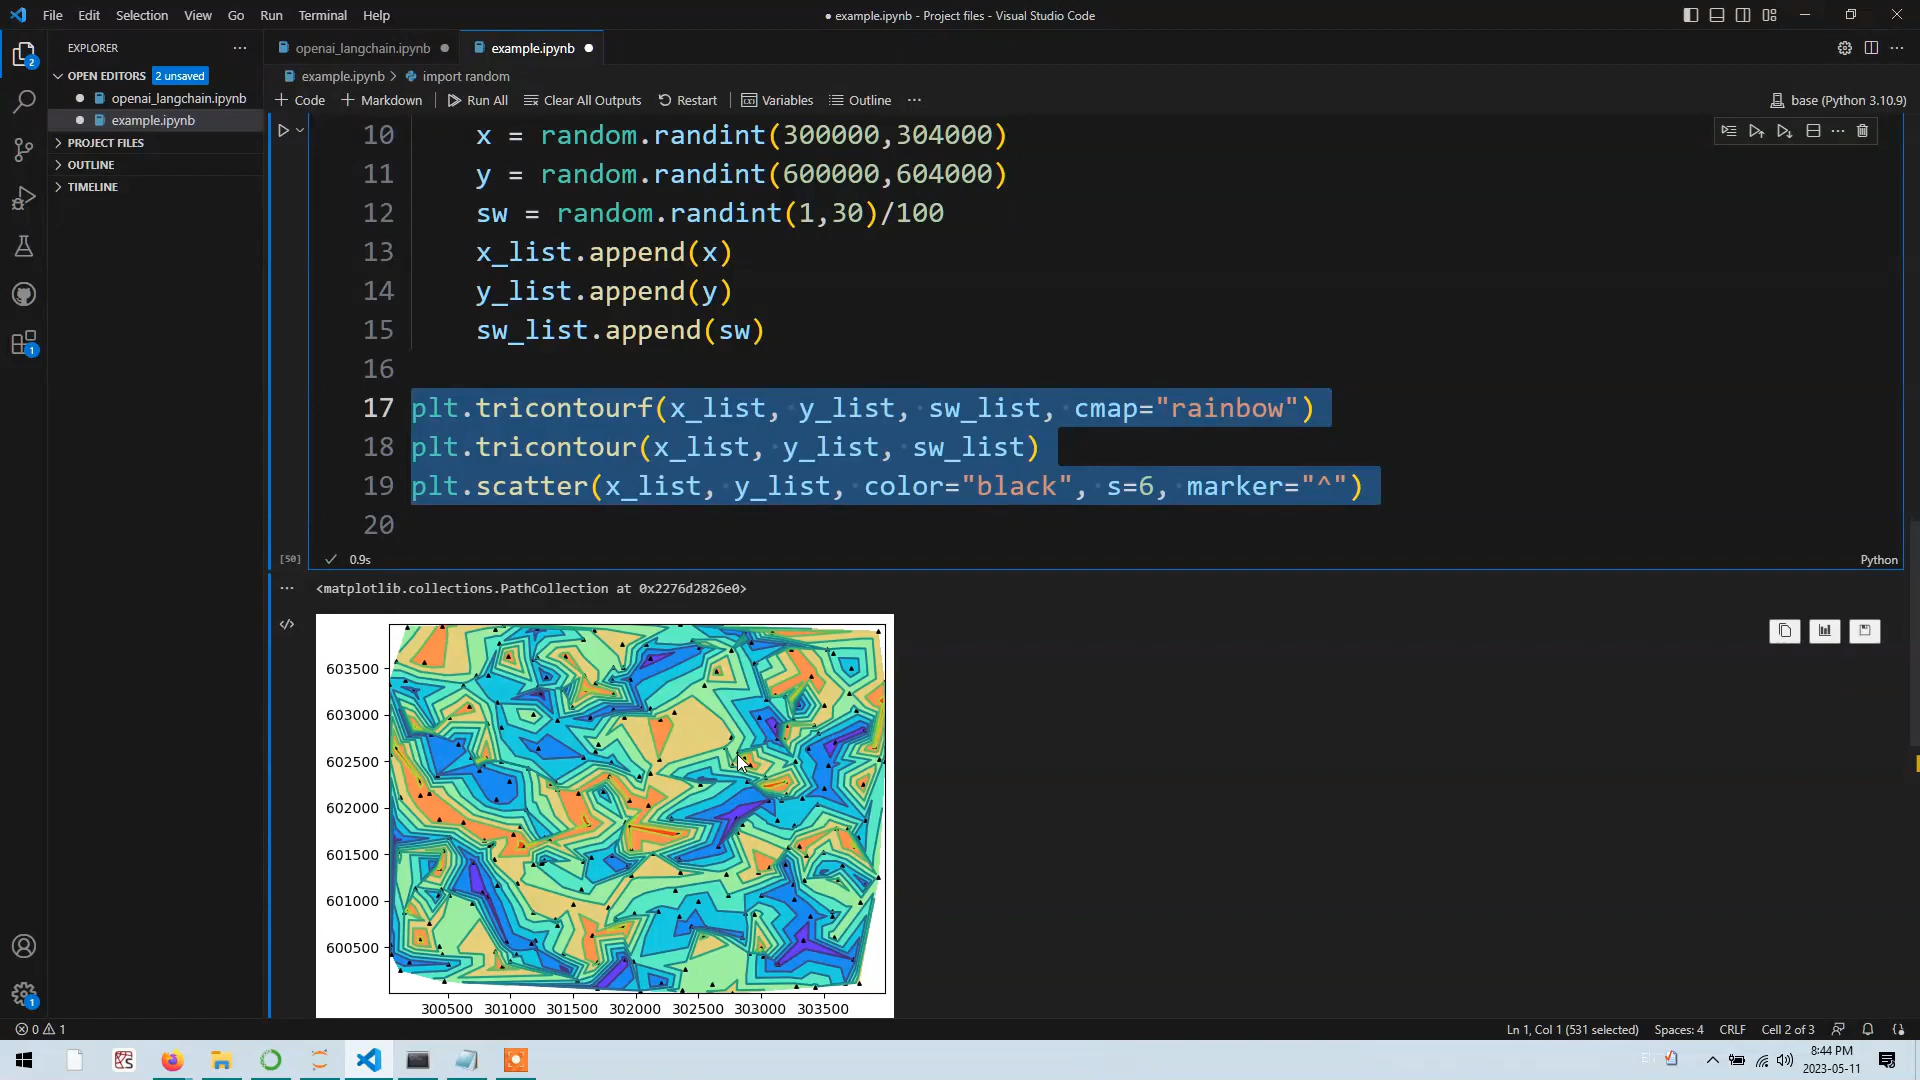 File Edit Selection View Go Run Terminal Help
● example.ipynb - Project files - Visual Studio Code
EXPLORER
OPEN EDITORS 2 unsaved
openai_langchain.ipynb
example.ipynb
PROJECT FILES
OUTLINE
TIMELINE
2
1
1
openai_langchain.ipynb
example.ipynb
example.ipynb > import random
+ Code + Markdown Run All Clear All Outputs Restart Variables Outline ...
base (Python 3.10.9)
10 x = random.randint(300000,304000)
11 y = random.randint(600000,604000)
12 sw = random.randint(1,30)/100
13 x_list.append(x)
14 y_list.append(y)
15 sw_list.append(sw)
16
17 plt.tricontourf(x_list, y_list, sw_list, cmap="rainbow")
18 plt.tricontour(x_list, y_list, sw_list)
19 plt.scatter(x_list, y_list, color="black", s=6, marker="^")
20
[50] 0.9s
Python
<matplotlib.collections.PathCollection at 0x2276d2826e0>
603500
603000
602500
602000
601500
601000
600500
300500 301000 301500 302000 302500 303000 303500
0 1
Ln 1, Col 1 (531 selected) Spaces: 4 CRLF Cell 2 of 3
8:44 PM
2023-05-11